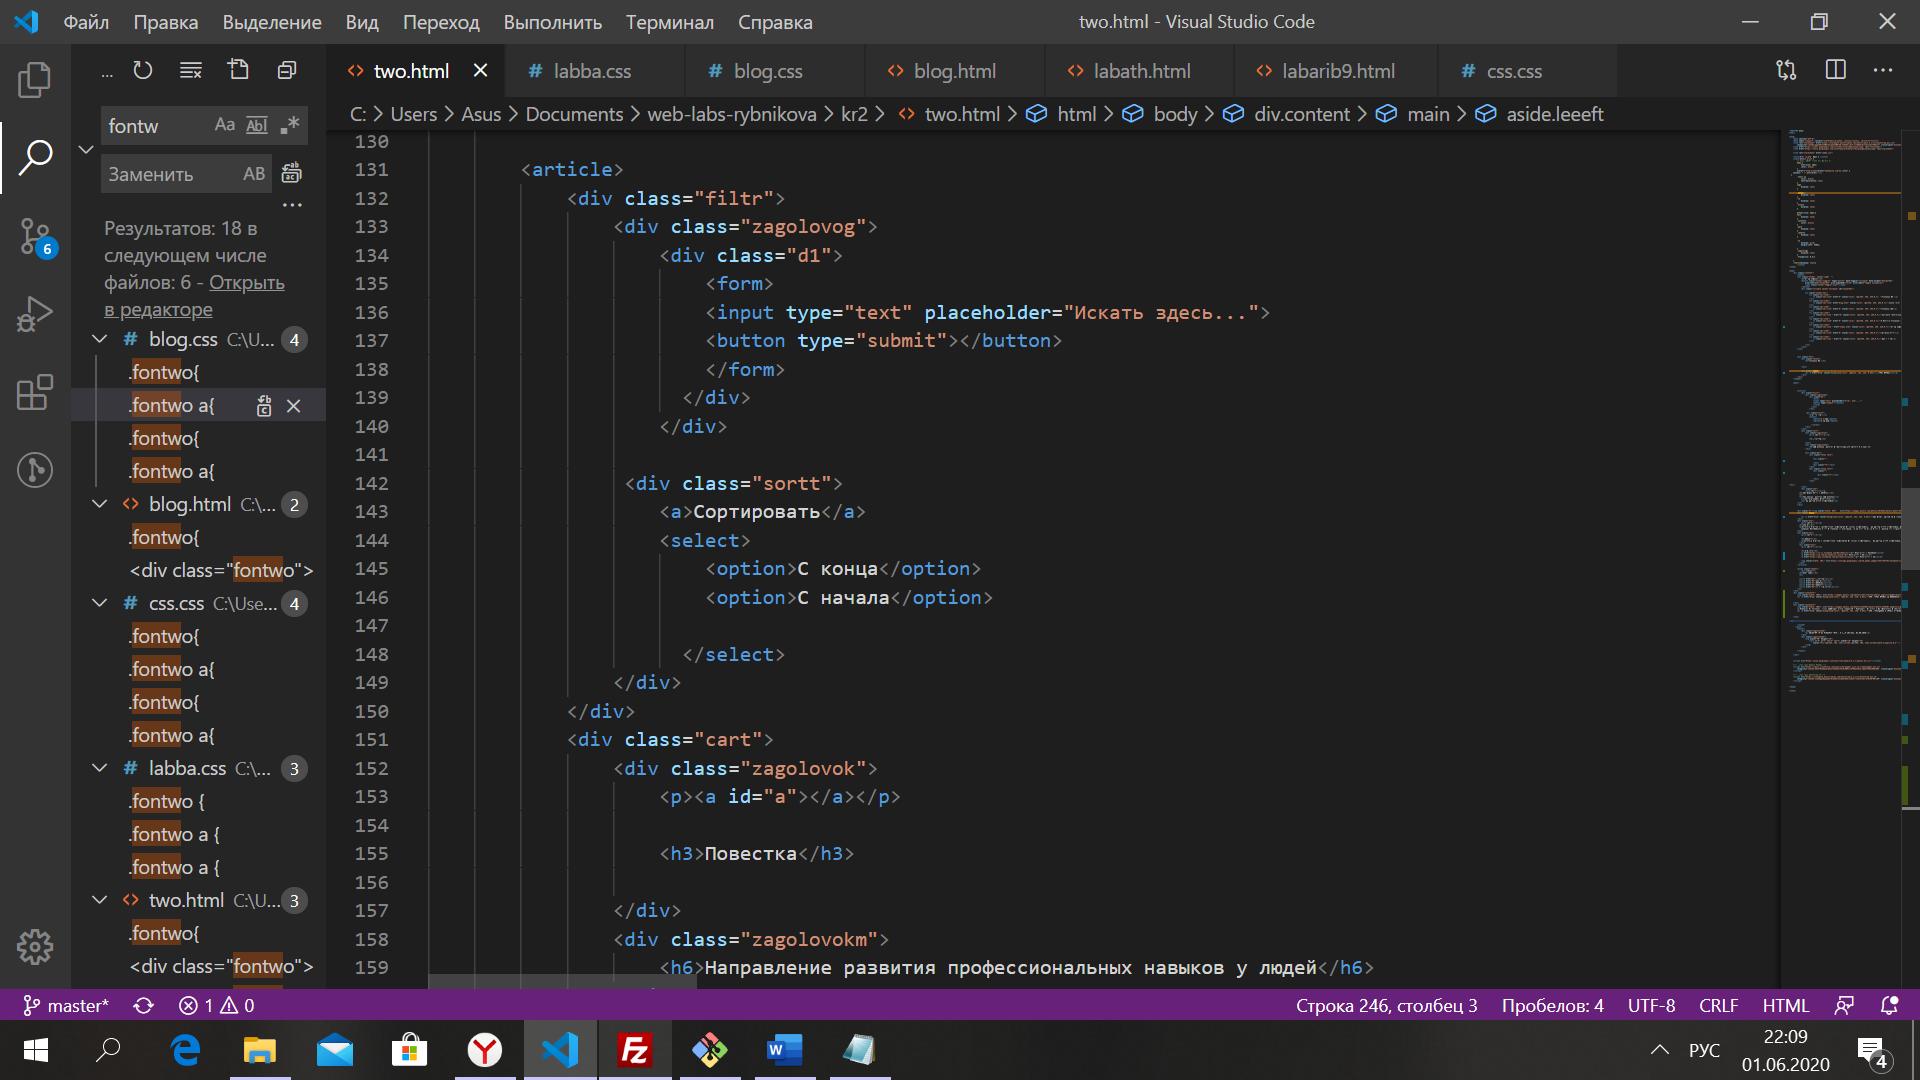 Файл Правка Выделение Вид Переход Выполнить Терминал Справка two.html - Visual Studio Code
... two.html labba.css blog.css blog.html labath.html labarib9.html css.css ...
C: > Users > Asus > Documents > web-labs-rybnikova > kr2 > two.html > html > body > div.content > main > aside.leeeft
fontw Aa Abl .*
Заменить AB
...
Результатов: 18 в
следующем числе
файлов: 6 - Открыть
в редакторе
blog.css C:\U... 4
.fontwo{
.fontwo a{
.fontwo{
.fontwo a{
blog.html C:\... 2
.fontwo{
<div class="fontwo">
css.css C:\Use... 4
.fontwo{
.fontwo a{
.fontwo{
.fontwo a{
labba.css C:\... 3
.fontwo {
.fontwo a {
.fontwo a {
two.html C:\U... 3
.fontwo{
<div class="fontwo">
130
131 <article>
132 <div class="filtr">
133 <div class="zagolovog">
134 <div class="d1">
135 <form>
136 <input type="text" placeholder="Искать здесь...">
137 <button type="submit"></button>
138 </form>
139 </div>
140 </div>
141
142 <div class="sortt">
143 <a>Сортировать</a>
144 <select>
145 <option>С конца</option>
146 <option>С начала</option>
147
148 </select>
149 </div>
150 </div>
151 <div class="cart">
152 <div class="zagolovok">
153 <p><a id="a"></a></p>
154
155 <h3>Повестка</h3>
156
157 </div>
158 <div class="zagolovokm">
159 <h6>Направление развития профессиональных навыков у людей</h6>
master* 1 0 Строка 246, столбец 3 Пробелов: 4 UTF-8 CRLF HTML
6
РУС 22:09
01.06.2020
4